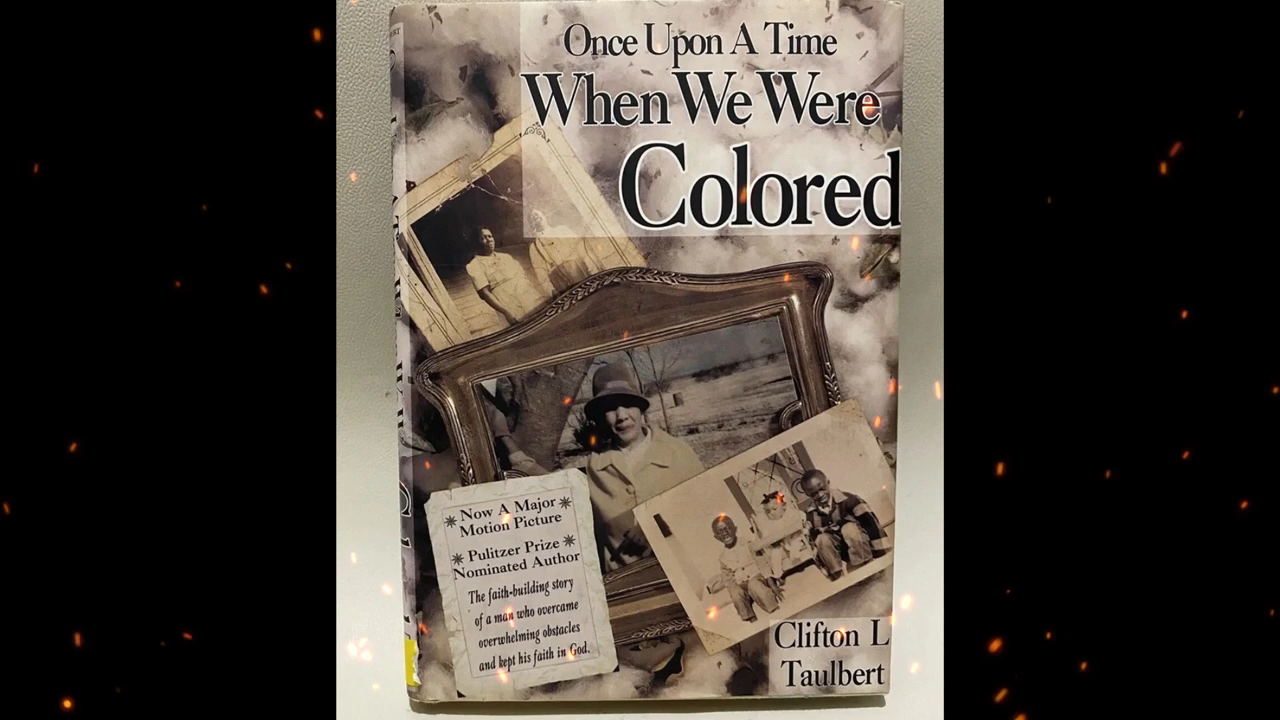 Once Upon A Time
When We Were
Colored
Now A Major
Motion Picture
Pulitzer Prize
Nominated Author
The faith-building story
of a man who overcame
overwhelming obstacles
and kept his faith in God.
Clifton L
Taulbert